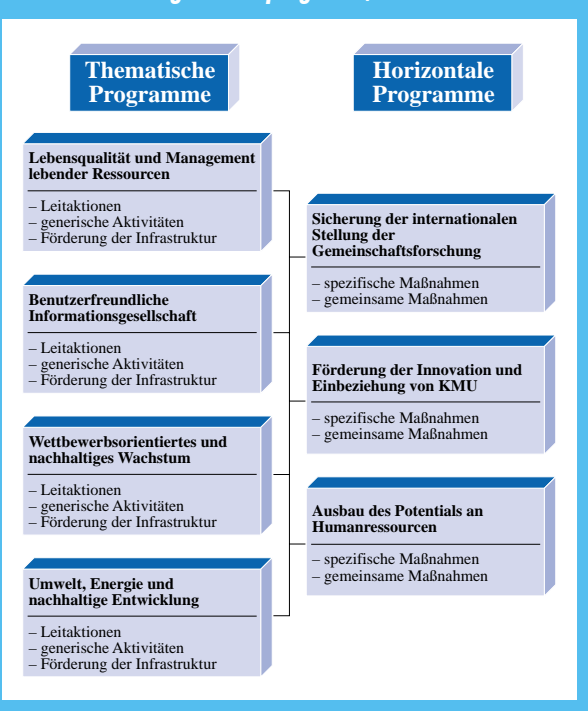 Thematische
Programme
Lebensqualität und Management
lebender Ressourcen
– Leitaktionen
– generische Aktivitäten
– Förderung der Infrastruktur
Benutzerfreundliche
Informationsgesellschaft
– Leitaktionen
– generische Aktivitäten
– Förderung der Infrastruktur
Wettbewerbsorientiertes und
nachhaltiges Wachstum
– Leitaktionen
– generische Aktivitäten
– Förderung der Infrastruktur
Umwelt, Energie und
nachhaltige Entwicklung
– Leitaktionen
– generische Aktivitäten
– Förderung der Infrastruktur
Horizontale
Programme
Sicherung der internationalen
Stellung der
Gemeinschaftsforschung
– spezifische Maßnahmen
– gemeinsame Maßnahmen
Förderung der Innovation und
Einbeziehung von KMU
– spezifische Maßnahmen
– gemeinsame Maßnahmen
Ausbau des Potentials an
Humanressourcen
– spezifische Maßnahmen
– gemeinsame Maßnahmen